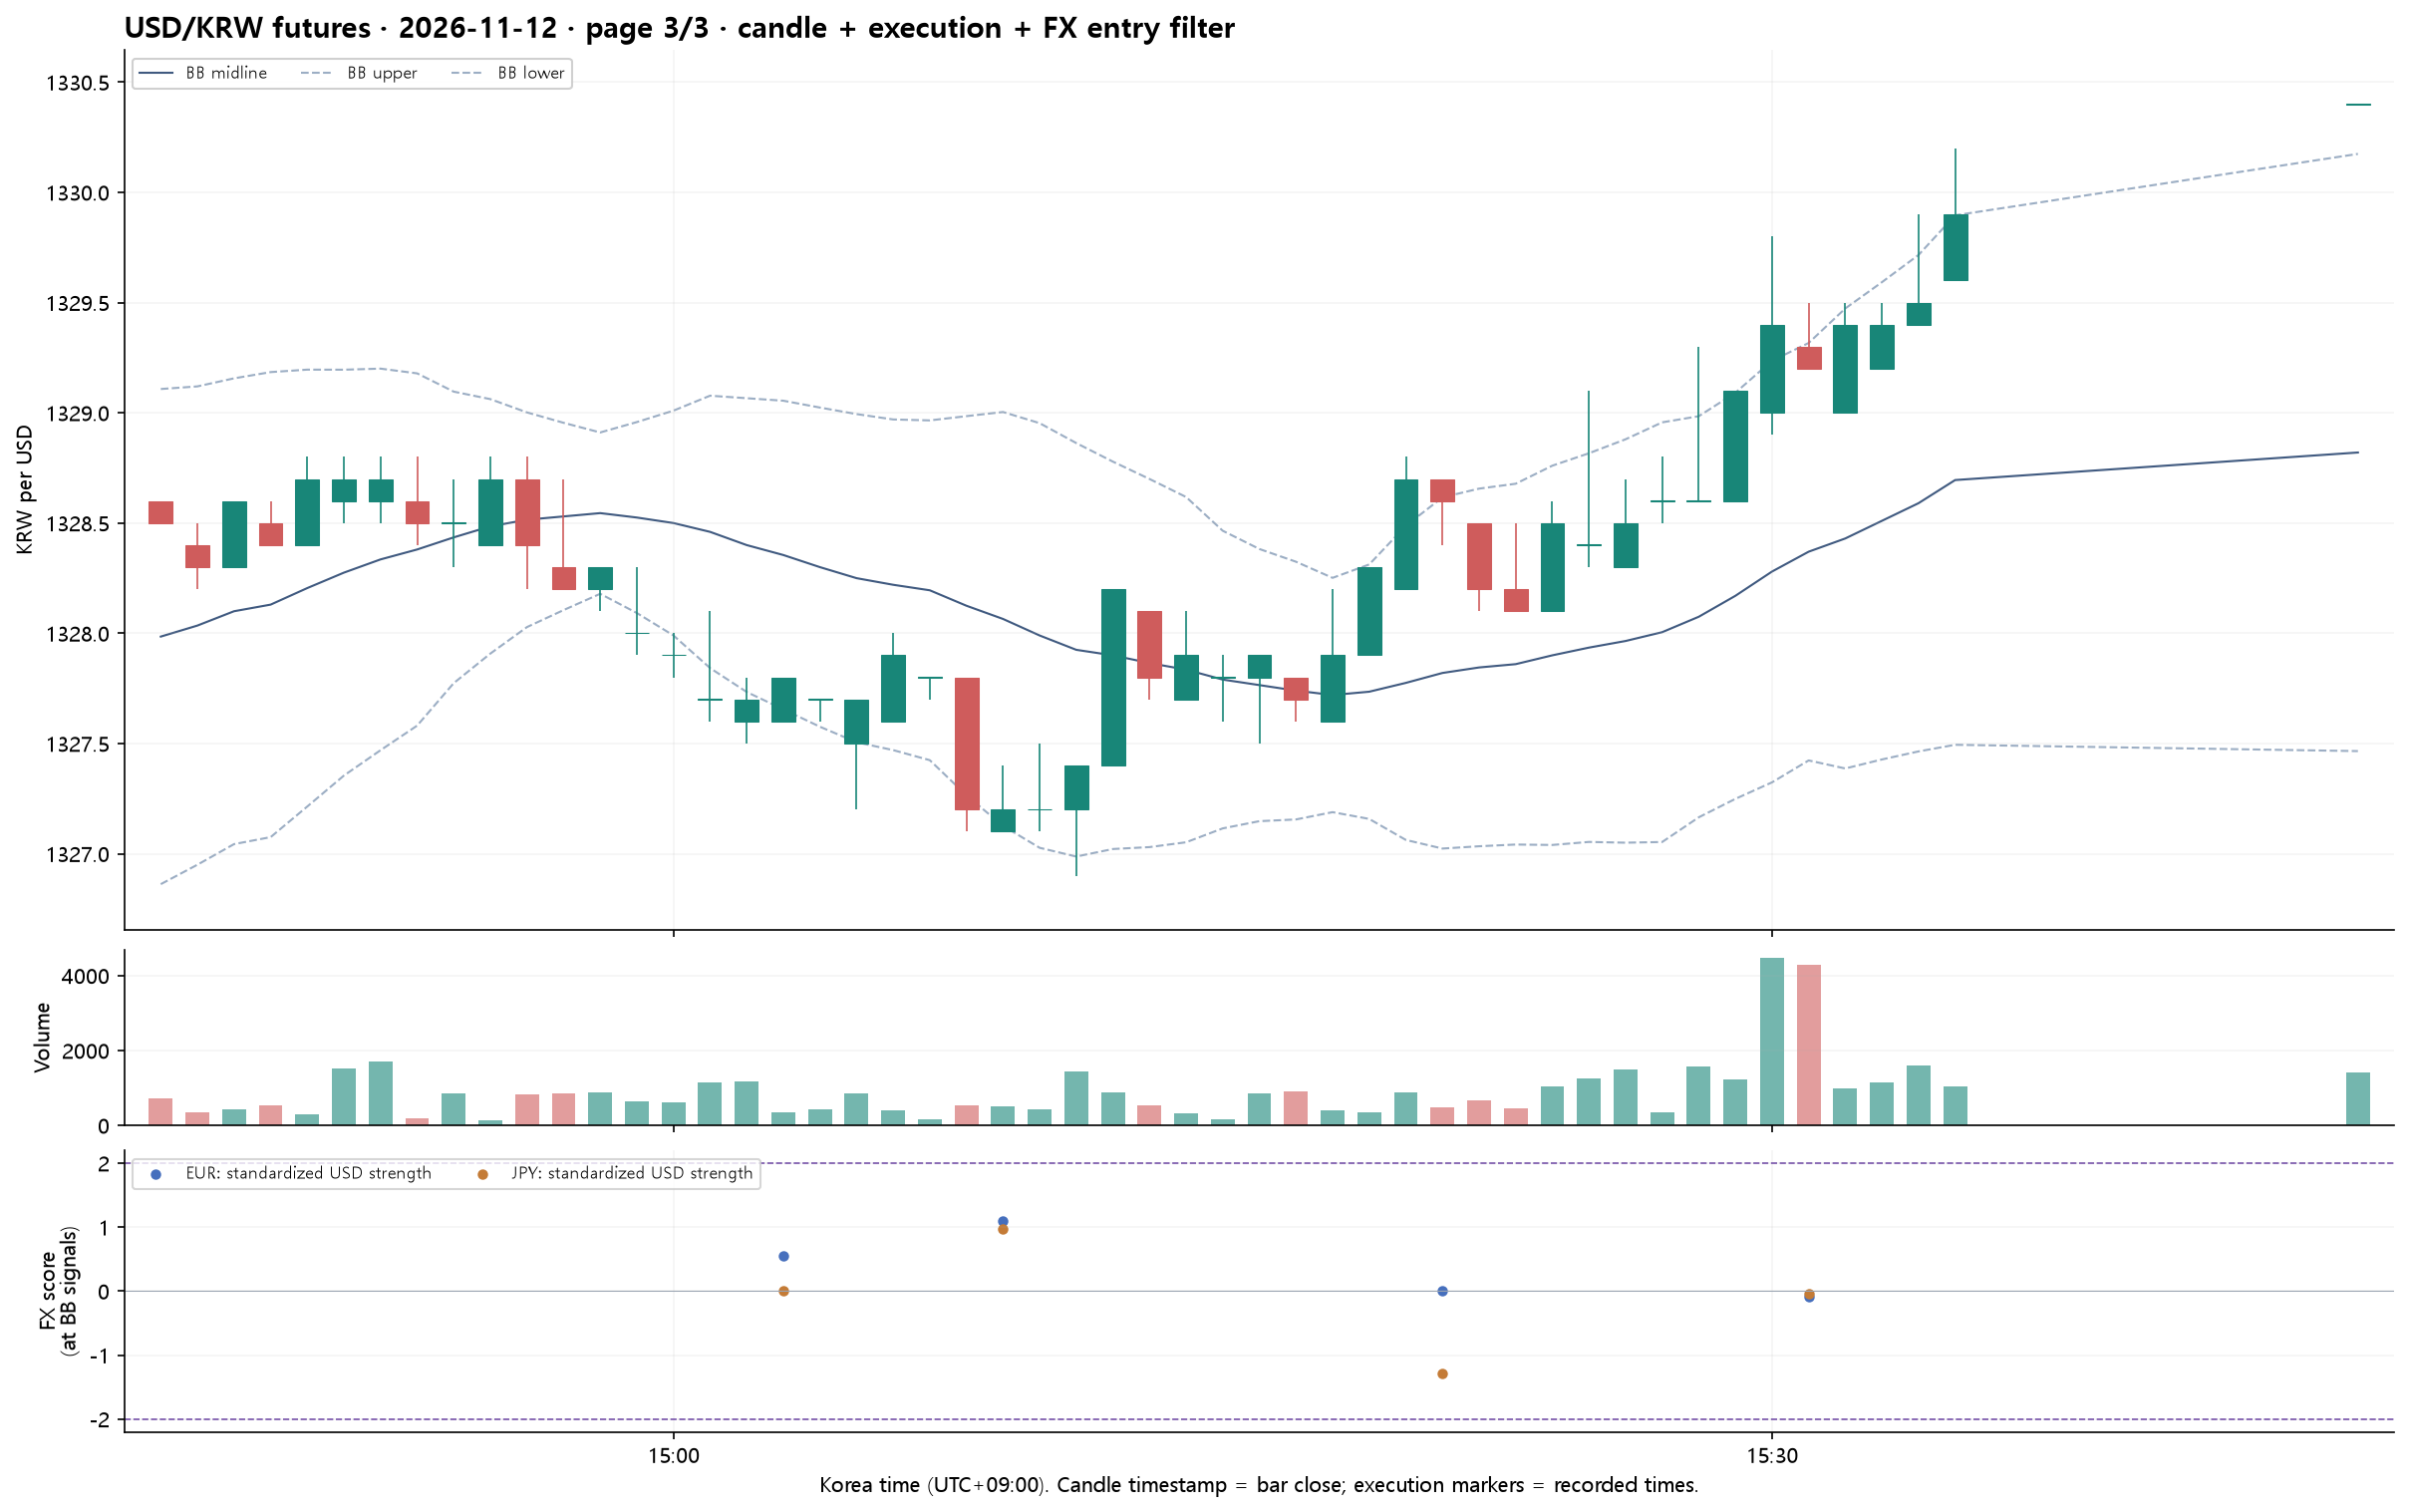 USD/KRW futures · 2026-11-12 · page 3/3 · candle + execution + FX entry filter
BB midline BB upper BB lower
KRW per USD
1330.5
1330.0
1329.5
1329.0
1328.5
1328.0
1327.5
1327.0
Volume
4000
2000
0
EUR: standardized USD strength JPY: standardized USD strength
FX score
(at BB signals)
2
1
0
-1
-2
15:00 15:30
Korea time (UTC+09:00). Candle timestamp = bar close; execution markers = recorded times.